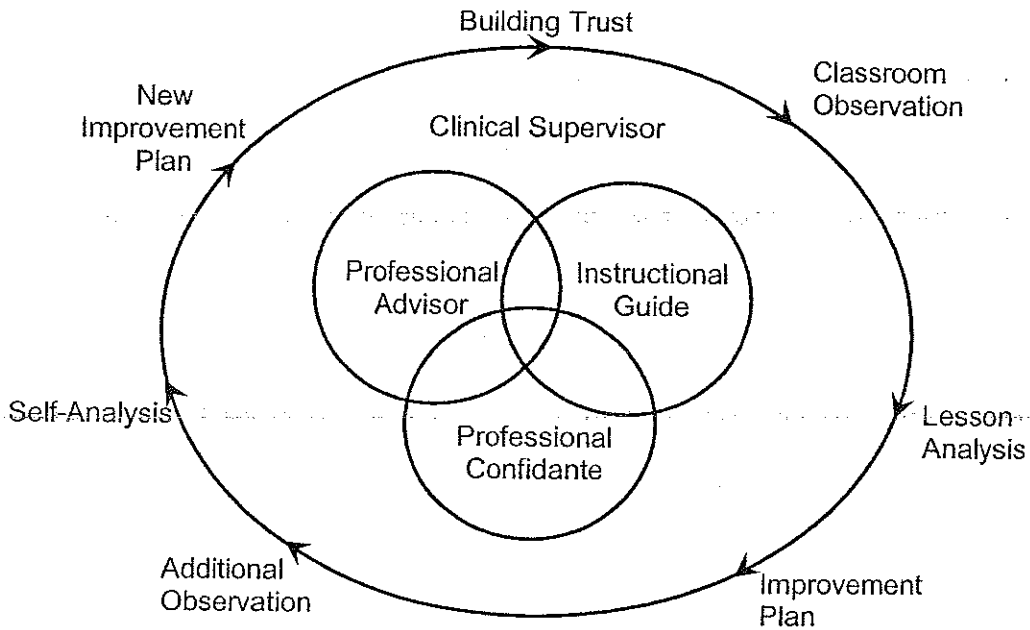 Building Trust
Classroom
Observation
New
Improvement
Plan
Clinical Supervisor
Professional
Advisor
Instructional
Guide
Professional
Confidante
Self-Analysis
Lesson
Analysis
Additional
Observation
Improvement
Plan